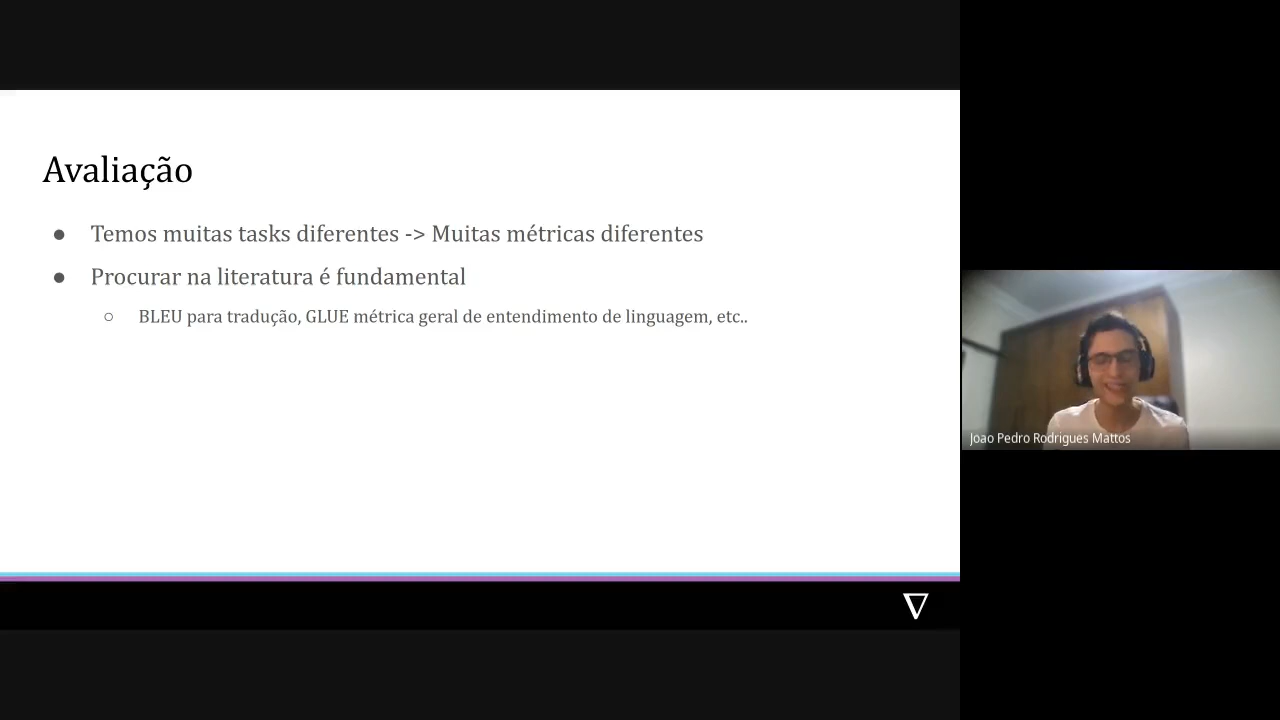 Avaliação
● Temos muitas tasks diferentes -> Muitas métricas diferentes
● Procurar na literatura é fundamental
○ BLEU para tradução, GLUE métrica geral de entendimento de linguagem, etc..
Joao Pedro Rodrigues Mattos